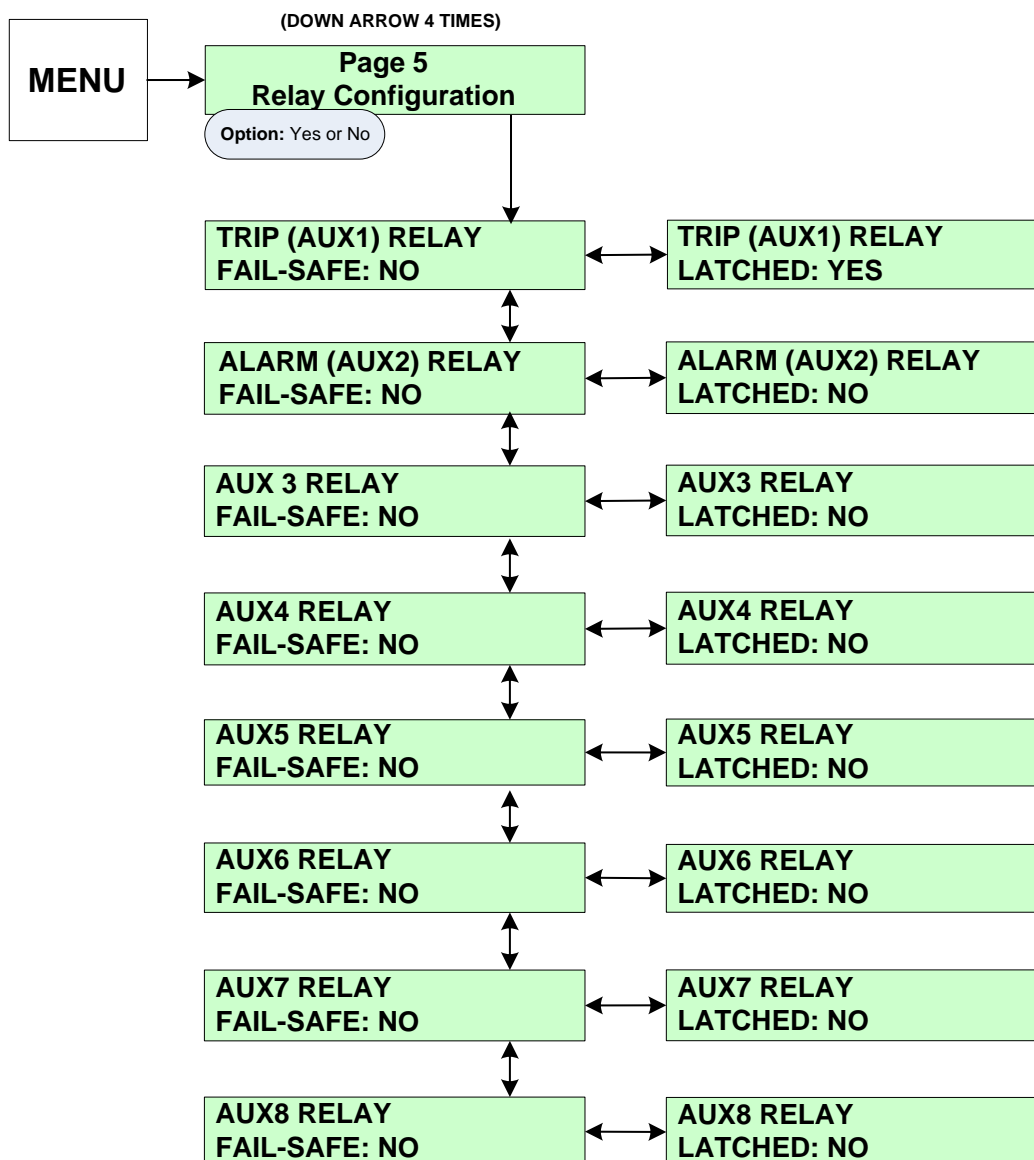 (DOWN ARROW 4 TIMES)
MENU
Page 5
Relay Configuration
Option: Yes or No
TRIP (AUX1) RELAY
FAIL-SAFE: NO
TRIP (AUX1) RELAY
LATCHED: YES
ALARM (AUX2) RELAY
FAIL-SAFE: NO
ALARM (AUX2) RELAY
LATCHED: NO
AUX 3 RELAY
FAIL-SAFE: NO
AUX3 RELAY
LATCHED: NO
AUX4 RELAY
FAIL-SAFE: NO
AUX4 RELAY
LATCHED: NO
AUX5 RELAY
FAIL-SAFE: NO
AUX5 RELAY
LATCHED: NO
AUX6 RELAY
FAIL-SAFE: NO
AUX6 RELAY
LATCHED: NO
AUX7 RELAY
FAIL-SAFE: NO
AUX7 RELAY
LATCHED: NO
AUX8 RELAY
FAIL-SAFE: NO
AUX8 RELAY
LATCHED: NO